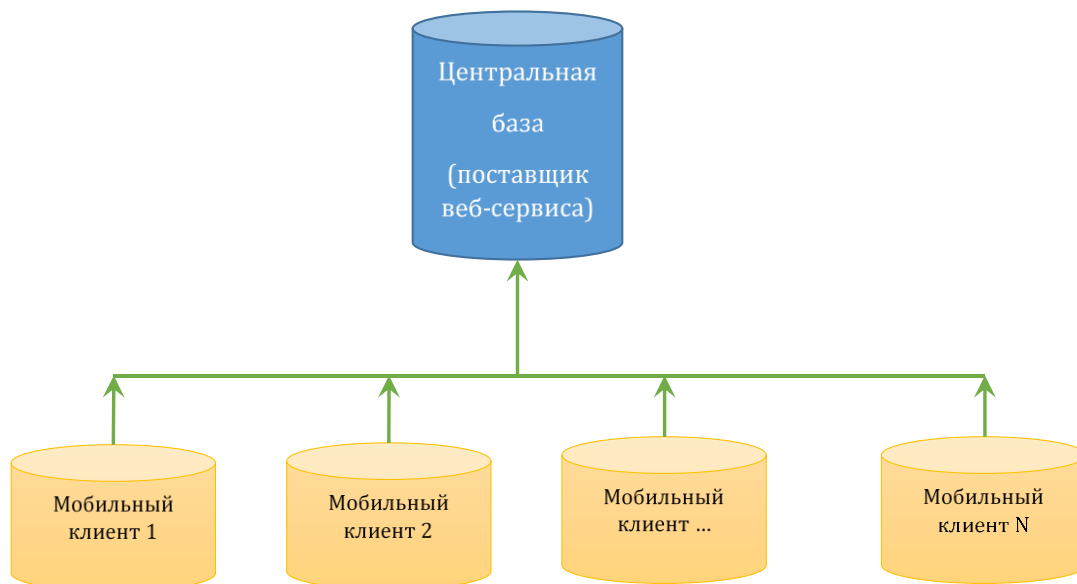 Центральная
база
(поставщик
веб-сервиса)
Мобильный
клиент 1
Мобильный
клиент 2
Мобильный
клиент ...
Мобильный
клиент N